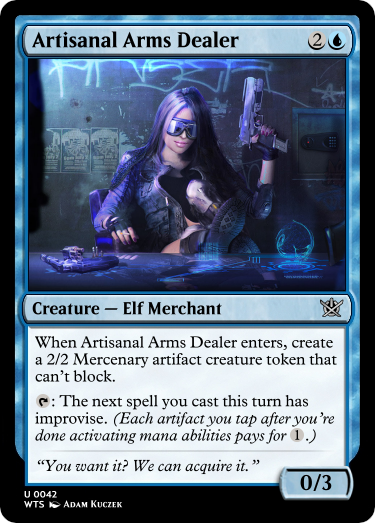 Artisanal Arms Dealer 2
Creature — Elf Merchant
When Artisanal Arms Dealer enters, create
a 2/2 Mercenary artifact creature token that
can't block.
: The next spell you cast this turn has
improvise. (Each artifact you tap after you're
done activating mana abilities pays for 1.)
"You want it? We can acquire it."
0/3
U 0042
WTS Adam Kuczek